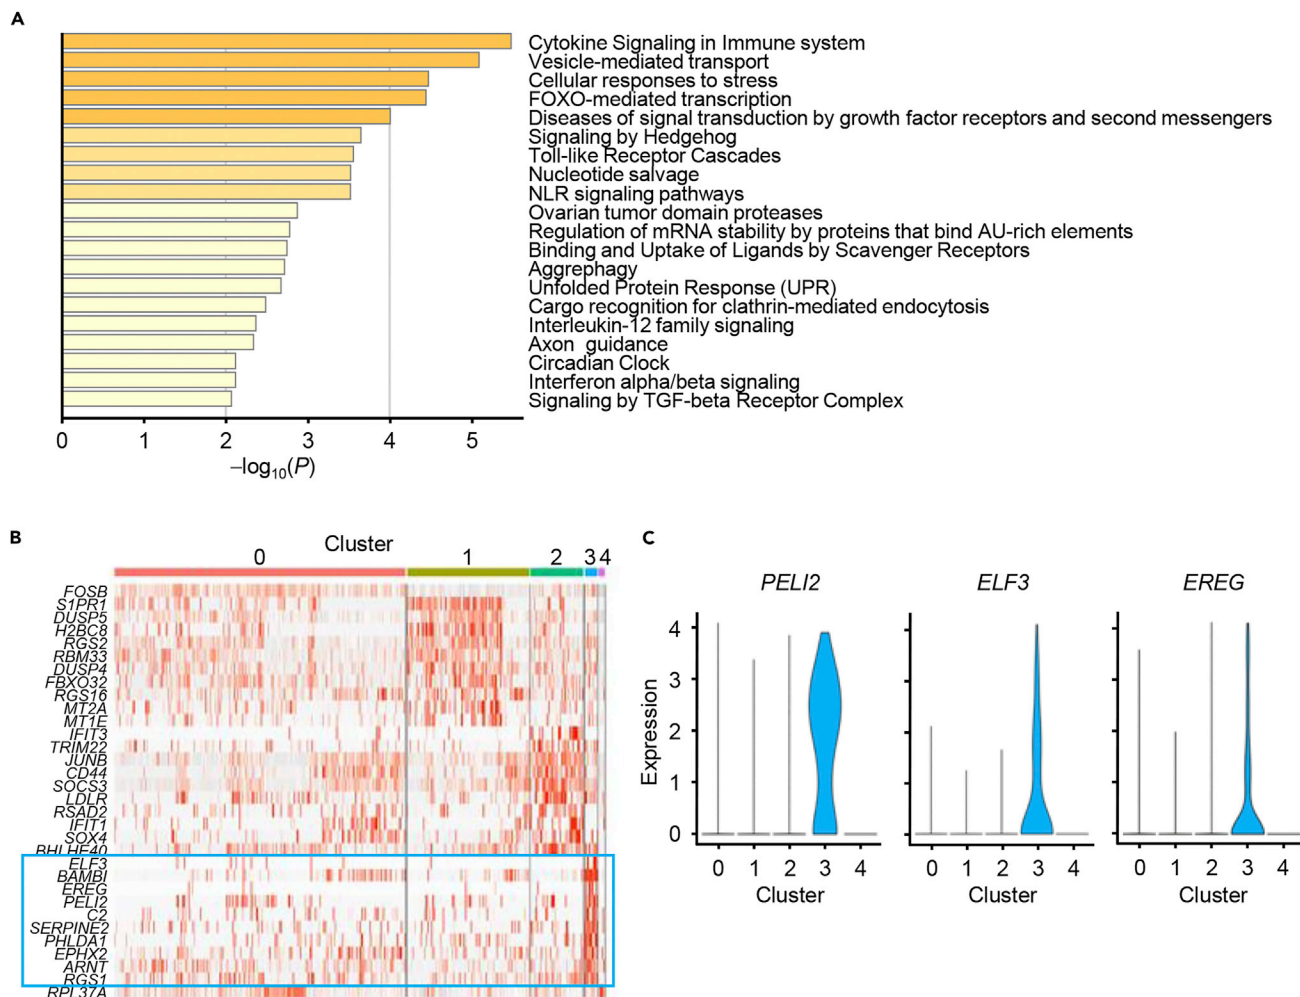 A
Cytokine Signaling in Immune system
Vesicle-mediated transport
Cellular responses to stress
FOXO-mediated transcription
Diseases of signal transduction by growth factor receptors and second messengers
Signaling by Hedgehog
Toll-like Receptor Cascades
Nucleotide salvage
NLR signaling pathways
Ovarian tumor domain proteases
Regulation of mRNA stability by proteins that bind AU-rich elements
Binding and Uptake of Ligands by Scavenger Receptors
Aggrephagy
Unfolded Protein Response (UPR)
Cargo recognition for clathrin-mediated endocytosis
Interleukin-12 family signaling
Axon guidance
Circadian Clock
Interferon alpha/beta signaling
Signaling by TGF-beta Receptor Complex
0 1 2 3 4 5
–log10(P)
B
Cluster
0 1 2 3 4
FOSB
S1PR1
DUSP5
H2BC8
RGS2
RBM33
DUSP4
FBXO32
RGS16
MT2A
MT1E
IFIT3
TRIM22
JUNB
CD44
SOCS3
LDLR
RSAD2
IFIT1
SOX4
BHLHE40
ELF3
BAMBI
EREG
PELI2
C2
SERPINE2
PHLDA1
EPHX2
ARNT
RGS1
RPL37A
C
PELI2 ELF3 EREG
Expression
4
3
2
1
0
0 1 2 3 4
Cluster
0 1 2 3 4
Cluster
0 1 2 3 4
Cluster